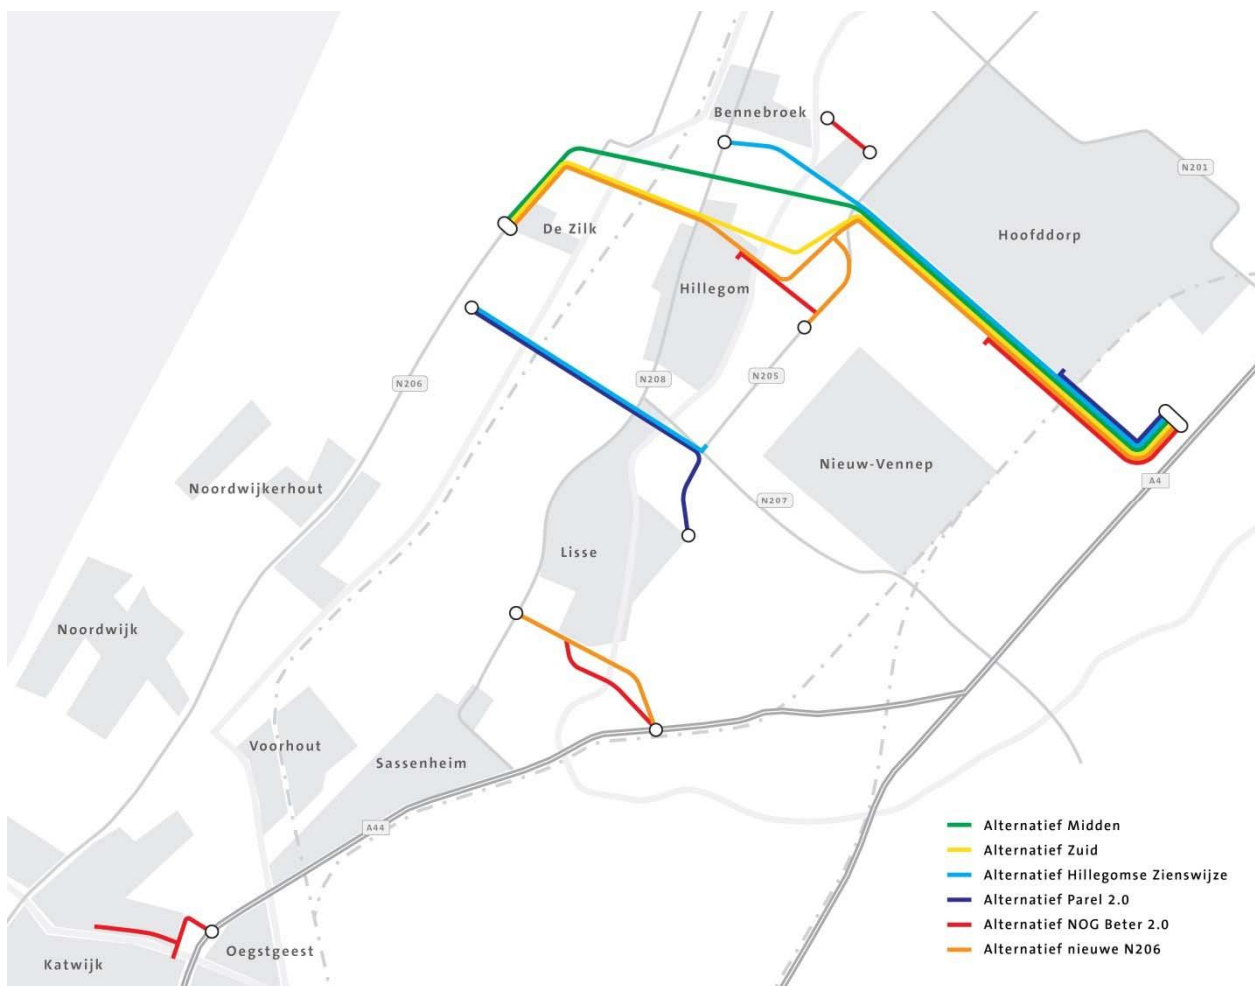 Bennebroek
N201
De Zilk
Hoofddorp
Hillegom
N206
N208
N205
Nieuw-Vennep
Noordwijkerhout
A4
N207
Lisse
Noordwijk
Voorhout
Sassenheim
A44
Oegstgeest
Katwijk
Alternatief Midden
Alternatief Zuid
Alternatief Hillegomse Zienswijze
Alternatief Parel 2.0
Alternatief NOG Beter 2.0
Alternatief nieuwe N206